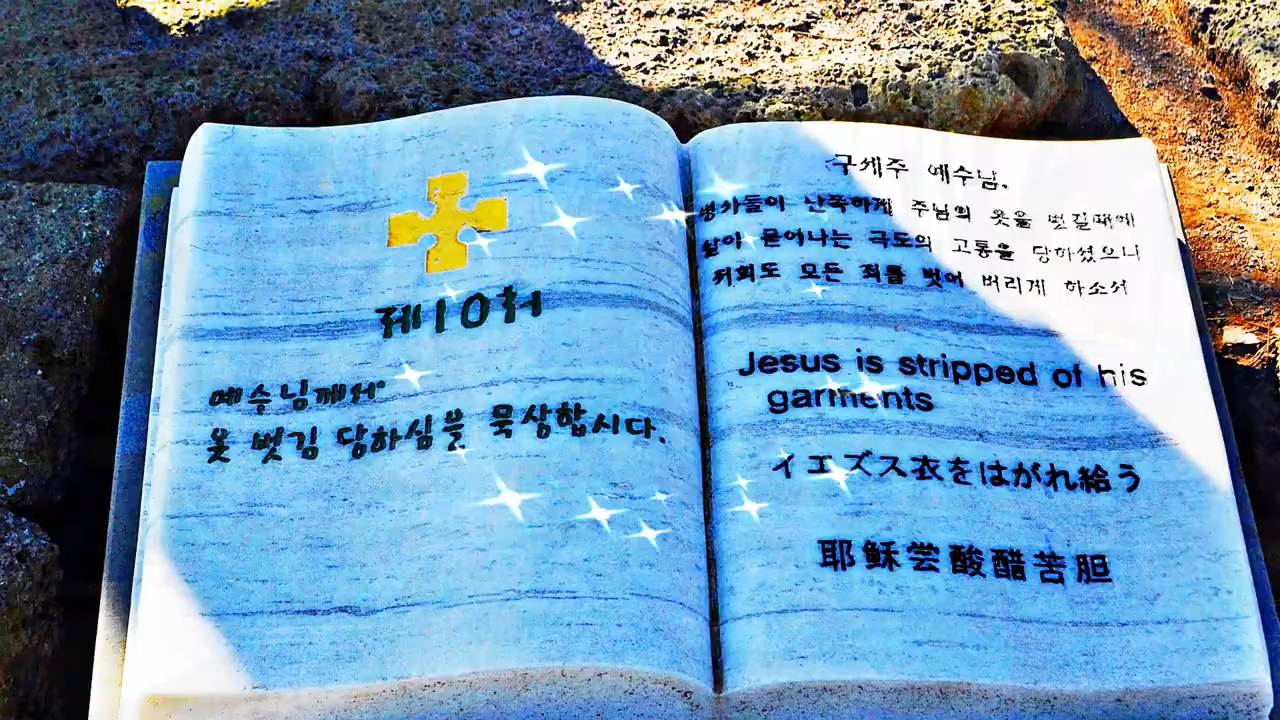 제10처
예수님께서
옷 벗김 당하심을 묵상합시다.
구세주 예수님,
병사들이 난폭하게 주님의 옷을 벗길때에
살이 묻어나는 극도의 고통을 당하셨으니
저희도 모든 죄를 벗어 버리게 하소서
Jesus is stripped of his
garments
イエズス衣をはがれ給う
耶稣尝酸醋苦胆